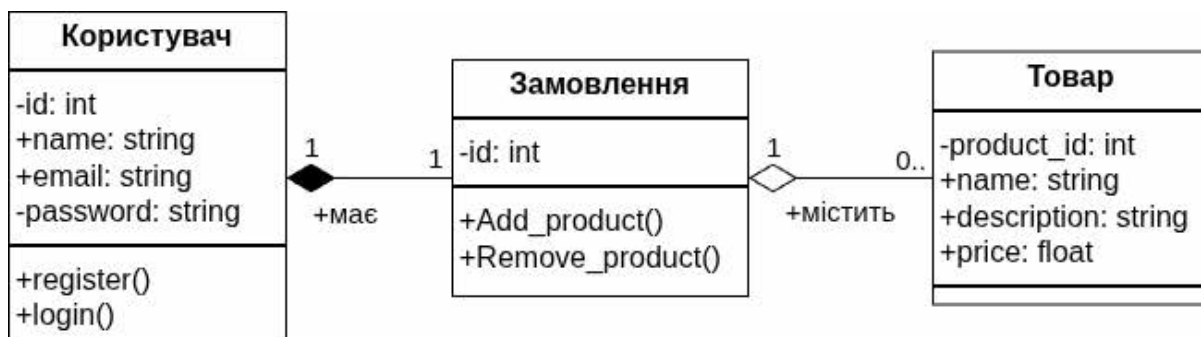 Користувач
-id: int
+name: string
+email: string
-password: string
+register()
+login()
1
1
+має
Замовлення
-id: int
+Add_product()
+Remove_product()
1
0..
+містить
Товар
-product_id: int
+name: string
+description: string
+price: float